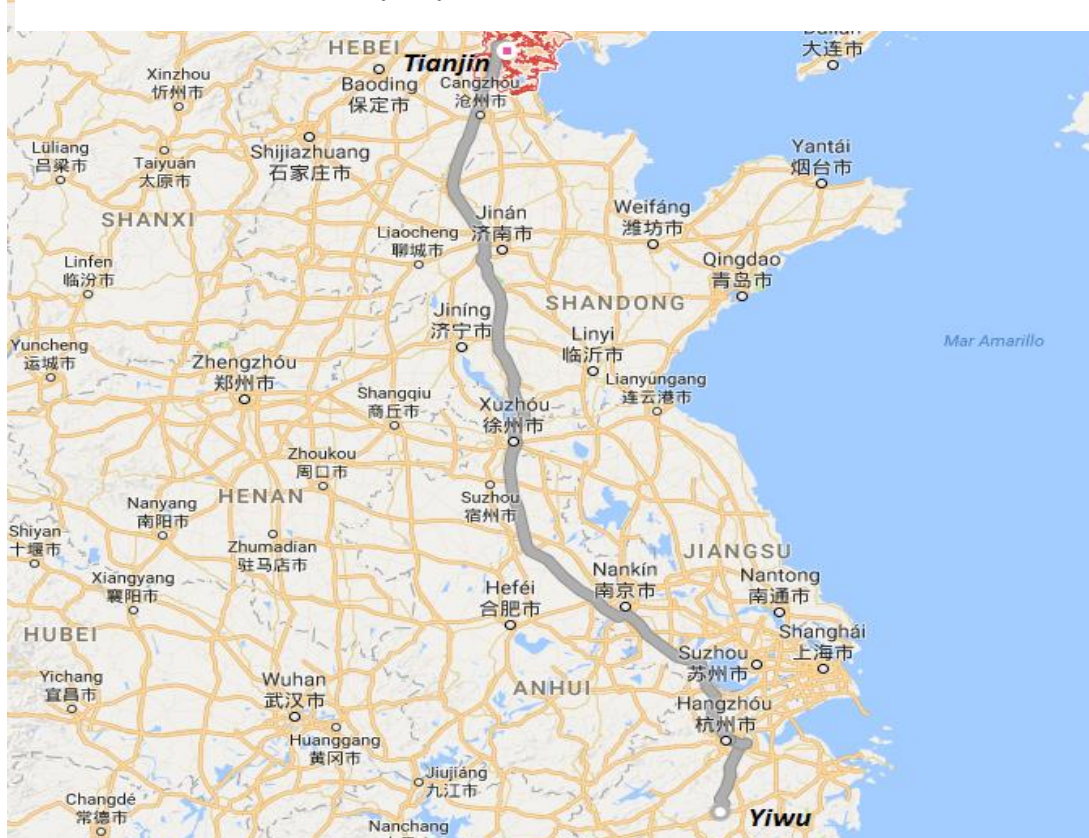 大连市
HEBEI
Tianjin
Xinzhou
忻州市
Baoding
保定市
Cangzhou
沧州市
Lüliang
吕梁市
Taiyuán
太原市
Shijiazhuang
石家庄市
Yantái
烟台市
SHANXI
Jinán
济南市
Weifáng
潍坊市
Liaocheng
聊城市
Linfen
临汾市
Qingdao
青岛市
SHANDONG
Jiníng
济宁市
Linyi
临沂市
Mar Amarillo
Yuncheng
运城市
Zhengzhóu
郑州市
Shangqiu
商丘市
Lianyungang
连云港市
Xuzhóu
徐州市
Zhoukou
周口市
HENAN
Suzhou
宿州市
Nanyang
南阳市
Shiyan
十堰市
Zhumadian
驻马店市
JIANGSU
Xiangyang
襄阳市
Heféi
合肥市
Nankín
南京市
Nantong
南通市
HUBEI
Shanghái
上海市
Suzhou
苏州市
Yichang
宜昌市
Wuhan
武汉市
ANHUI
Hangzhóu
杭州市
Huanggang
黄冈市
Jiujiáng
九江市
Changdé
常德市
Nanchang
Yiwu